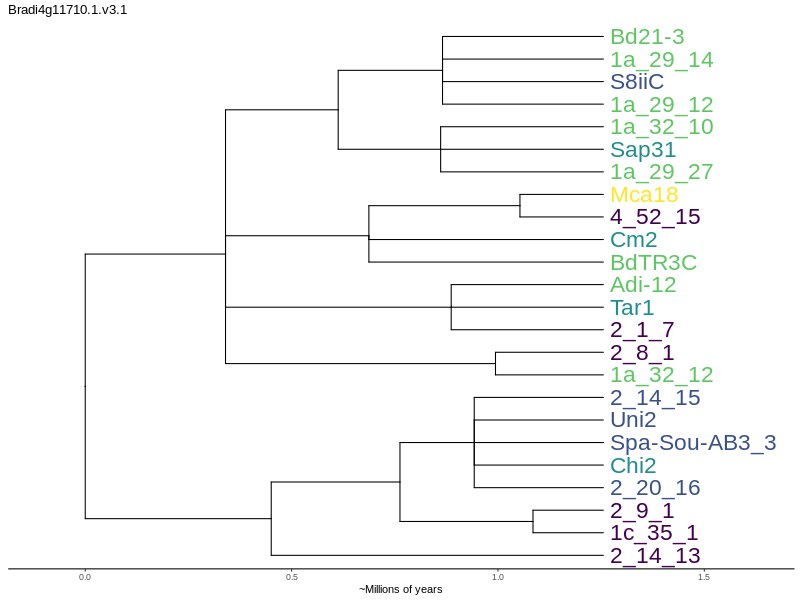 Bradi4g11710.1.v3.1
Bd21-3
1a_29_14
S8iiC
1a_29_12
1a_32_10
Sap31
1a_29_27
Mca18
4_52_15
Cm2
BdTR3C
Adi-12
Tar1
2_1_7
2_8_1
1a_32_12
2_14_15
Uni2
Spa-Sou-AB3_3
Chi2
2_20_16
2_9_1
1c_35_1
2_14_13
0.0 0.5 1.0 1.5
~Millions of years